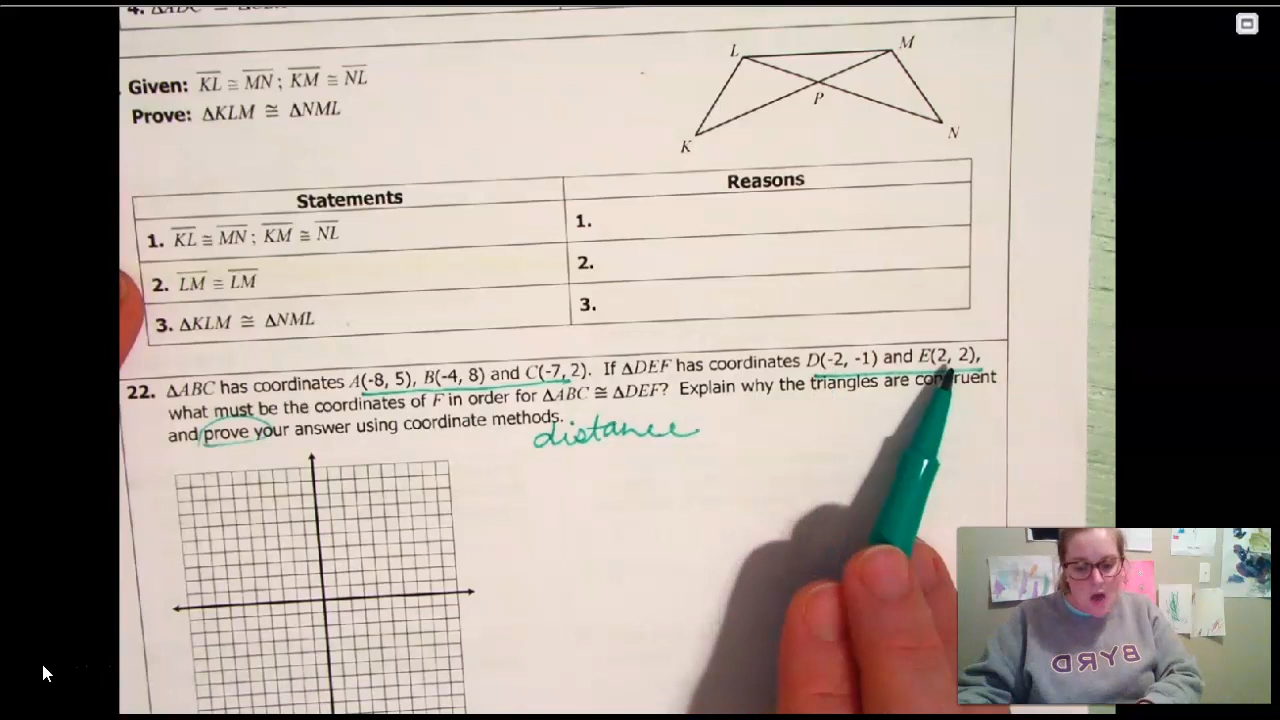 4. ΔADC ≅
L
M
Given: KL ≅ MN ; KM ≅ NL
Prove: ΔKLM ≅ ΔNML
P
K
N
Statements
Reasons
1. KL ≅ MN ; KM ≅ NL
1.
2. LM ≅ LM
2.
3. ΔKLM ≅ ΔNML
3.
22. ΔABC has coordinates A(-8, 5), B(-4, 8) and C(-7, 2). If ΔDEF has coordinates D(-2, -1) and E(2, 2),
what must be the coordinates of F in order for ΔABC ≅ ΔDEF? Explain why the triangles are congruent
and prove your answer using coordinate methods.
distance
BYRD